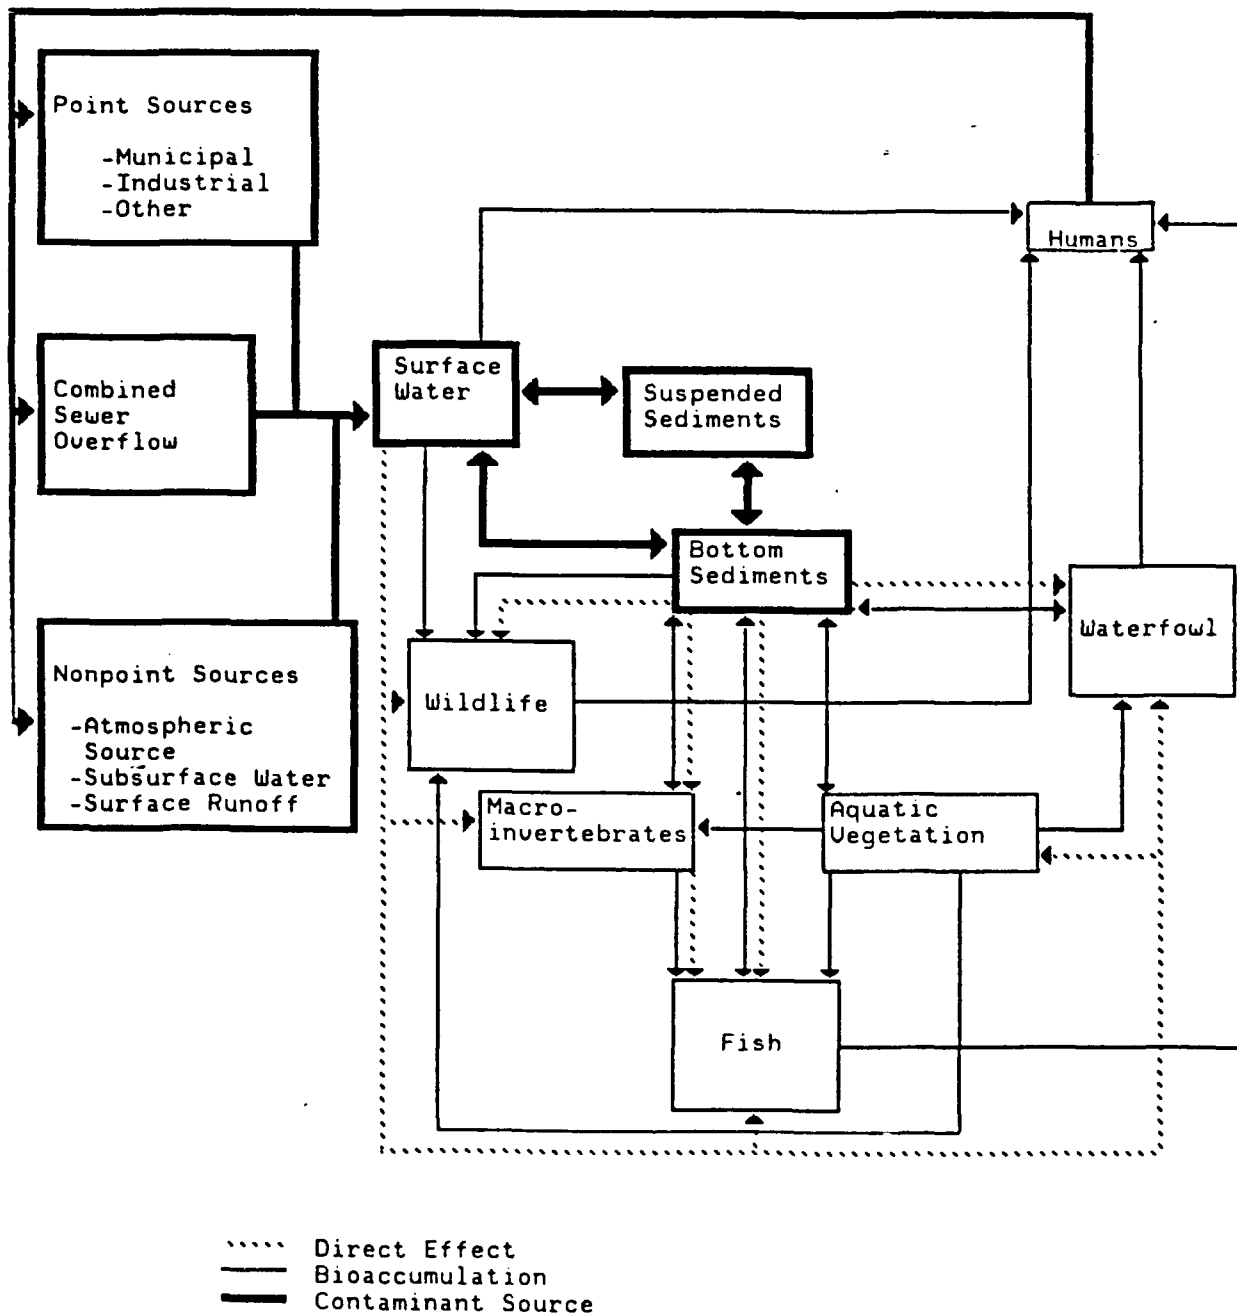 Point Sources
-Municipal
-Industrial
-Other
Humans
Combined
Sewer
Overflow
Surface
Water
Suspended
Sediments
Bottom
Sediments
Nonpoint Sources
-Atmospheric
Source
-Subsurface Water
-Surface Runoff
Wildlife
Waterfowl
Macro-
invertebrates
Aquatic
Vegetation
Fish
Direct Effect
Bioaccumulation
Contaminant Source